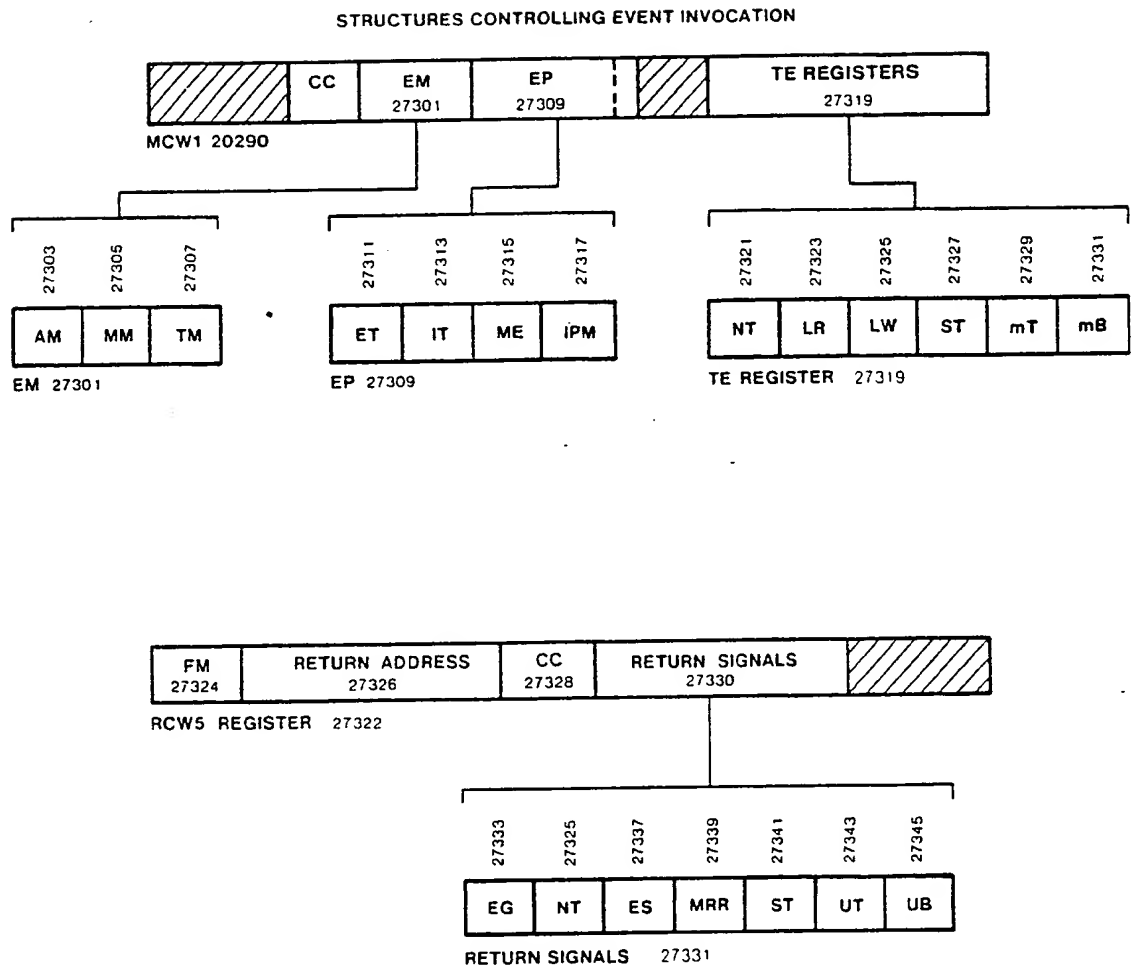 STRUCTURES CONTROLLING EVENT INVOCATION
CC EM EP TE REGISTERS
27301 27309 27319
MCW1 20290
27303 27305 27307 27311 27313 27315 27317 27321 27323 27325 27327 27329 27331
AM MM TM ET IT ME IPM NT LR LW ST mT mB
EM 27301 EP 27309 TE REGISTER 27319
FM RETURN ADDRESS CC RETURN SIGNALS
27324 27326 27328 27330
RCW5 REGISTER 27322
27333 27325 27337 27339 27341 27343 27345
EG NT ES MRR ST UT UB
RETURN SIGNALS 27331